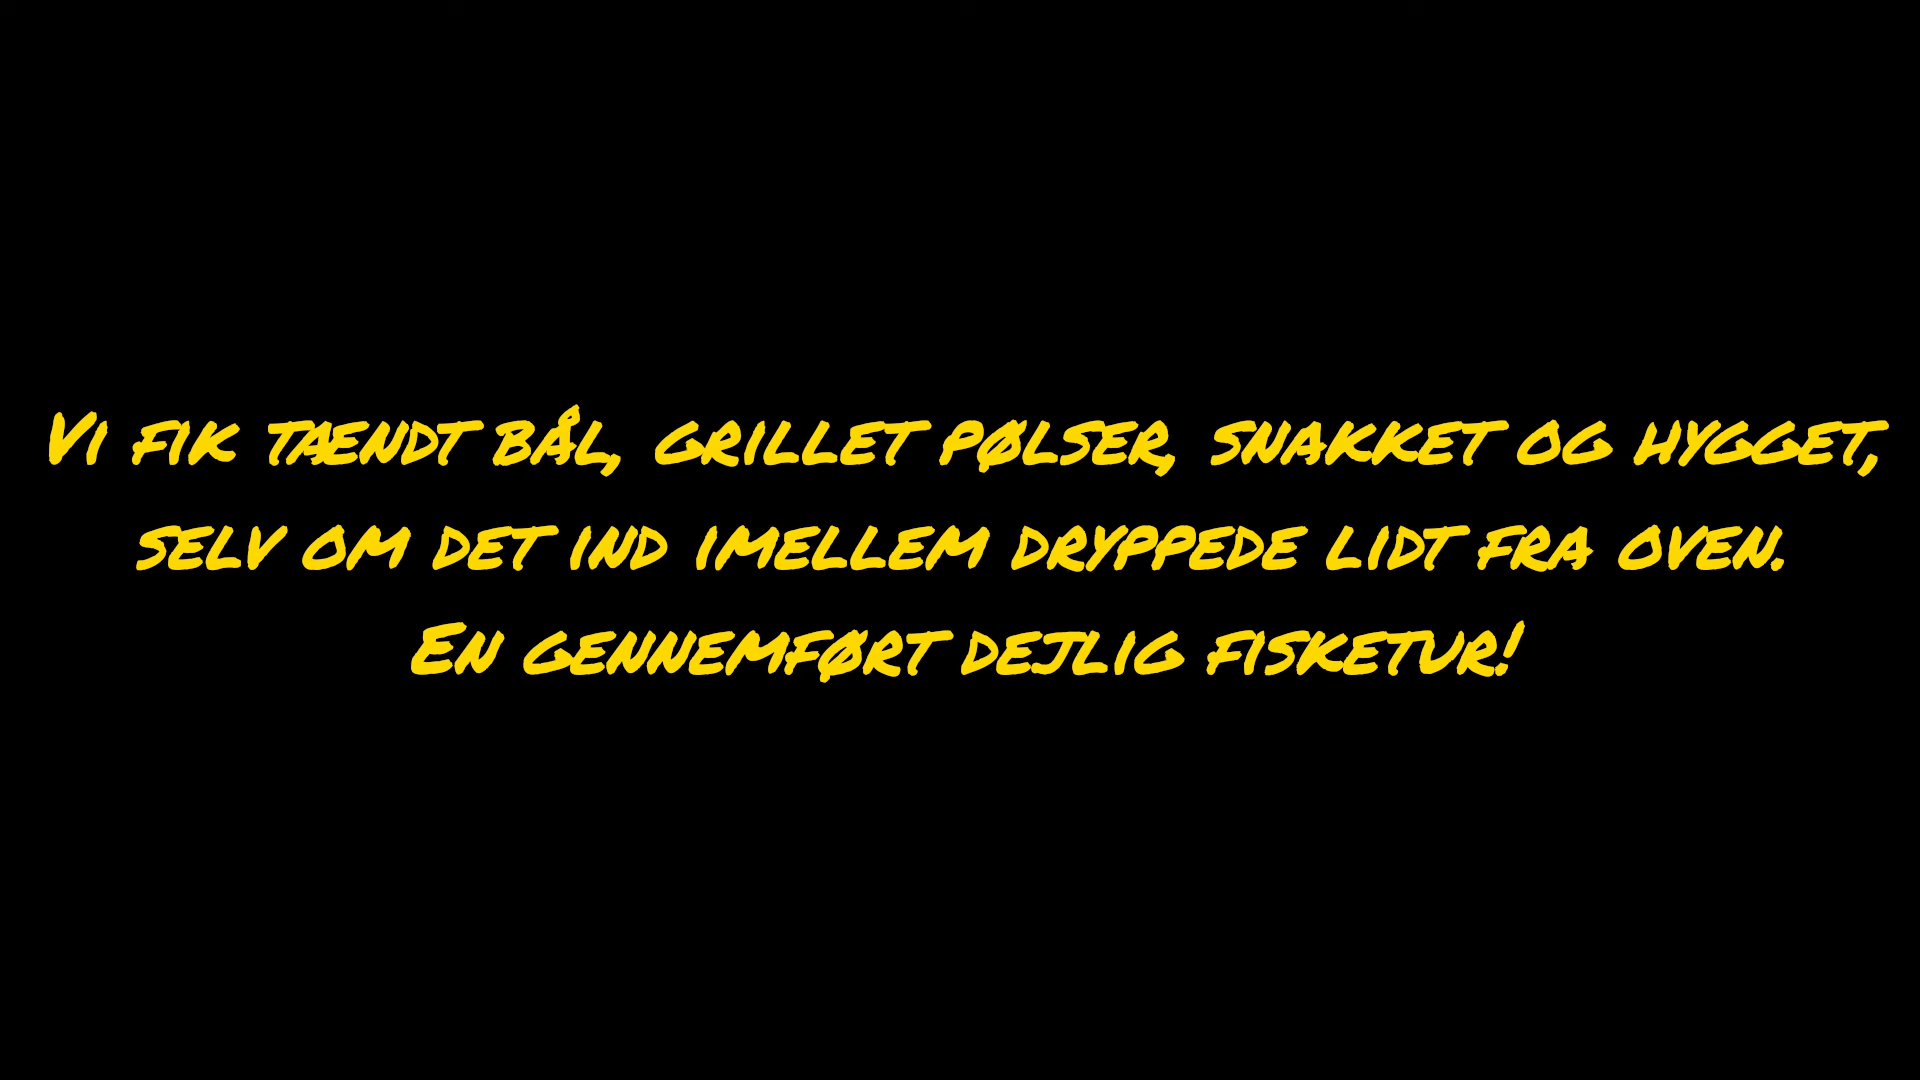 Vi fik tændt bål, grillet pølser, snakket og hygget,
selv om det ind imellem dryppede lidt fra oven.
En gennemført dejlig fisketur!